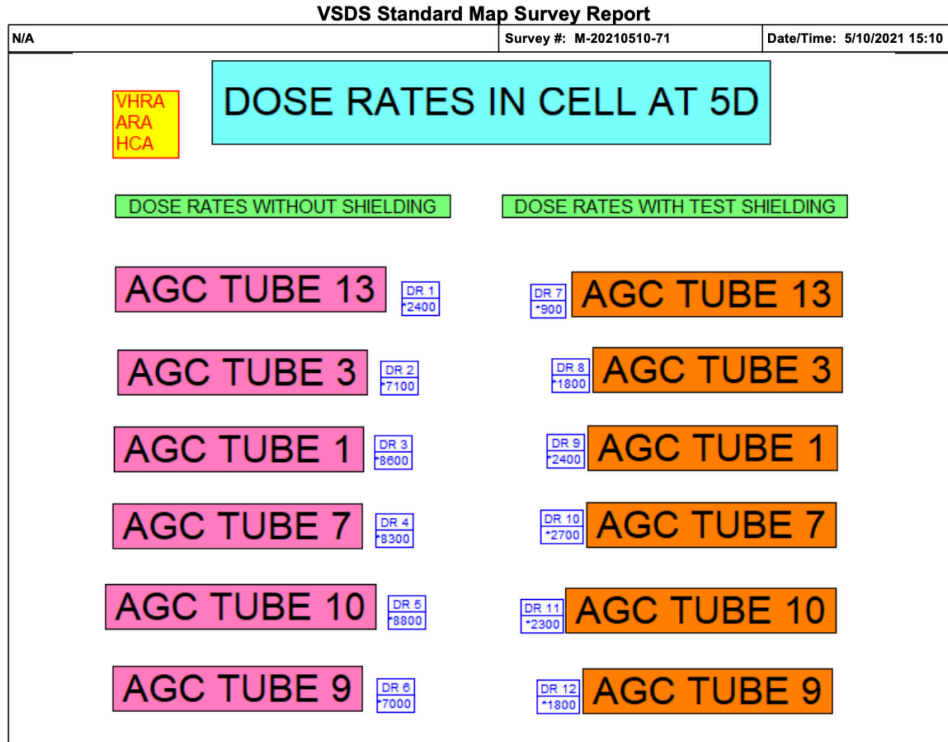 VSDS Standard Map Survey Report
N/A Survey #: M-20210510-71 Date/Time: 5/10/2021 15:10
VHRA
ARA
HCA
DOSE RATES IN CELL AT 5D
DOSE RATES WITHOUT SHIELDING DOSE RATES WITH TEST SHIELDING
AGC TUBE 13 DR 1 DR 7 AGC TUBE 13
*2400 *900
AGC TUBE 3 DR 2 DR 8 AGC TUBE 3
*7100 *1800
AGC TUBE 1 DR 3 DR 9 AGC TUBE 1
*8600 *2400
AGC TUBE 7 DR 4 DR 10 AGC TUBE 7
*8300 *2700
AGC TUBE 10 DR 5 DR 11 AGC TUBE 10
*8800 *2300
AGC TUBE 9 DR 6 DR 12 AGC TUBE 9
*7000 *1800